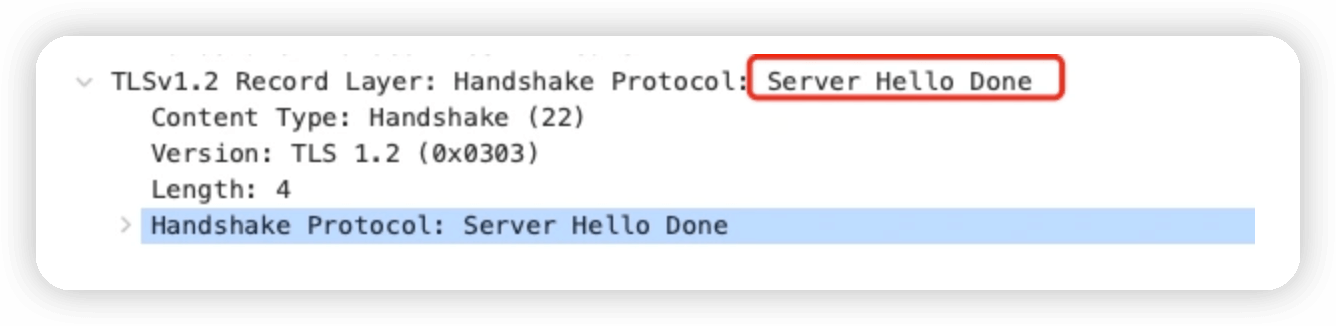 TLSv1.2 Record Layer: Handshake Protocol: Server Hello Done
Content Type: Handshake (22)
Version: TLS 1.2 (0x0303)
Length: 4
Handshake Protocol: Server Hello Done